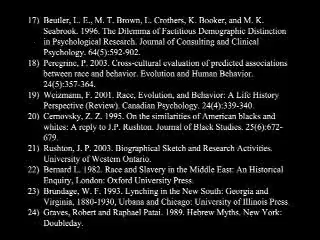 17) Beutler, L. E., M. T. Brown, L. Crothers, K. Booker, and M. K.
Seabrook. 1996. The Dilemma of Factitious Demographic Distinction
in Psychological Research. Journal of Consulting and Clinical
Psychology. 64(5):592-902.
18) Peregrine, P. 2003. Cross-cultural evaluation of predicted associations
between race and behavior. Evolution and Human Behavior.
24(5):357-364.
19) Weizmann, F. 2001. Race, Evolution, and Behavior: A Life History
Perspective (Review). Canadian Psychology. 24(4):339-340.
20) Cernovsky, Z. Z. 1995. On the similarities of American blacks and
whites: A reply to J.P. Rushton. Journal of Black Studies. 25(6):672-
679.
21) Rushton, J. P. 2003. Biographical Sketch and Research Activities.
University of Western Ontario.
22) Bernard L. 1982. Race and Slavery in the Middle East: An Historical
Enquiry, London: Oxford University Press.
23) Brundage, W. F. 1993. Lynching in the New South: Georgia and
Virginia, 1880-1930, Urbana and Chicago: University of Illinois Press.
24) Graves, Robert and Raphael Patai. 1989. Hebrew Myths, New York:
Doubleday.